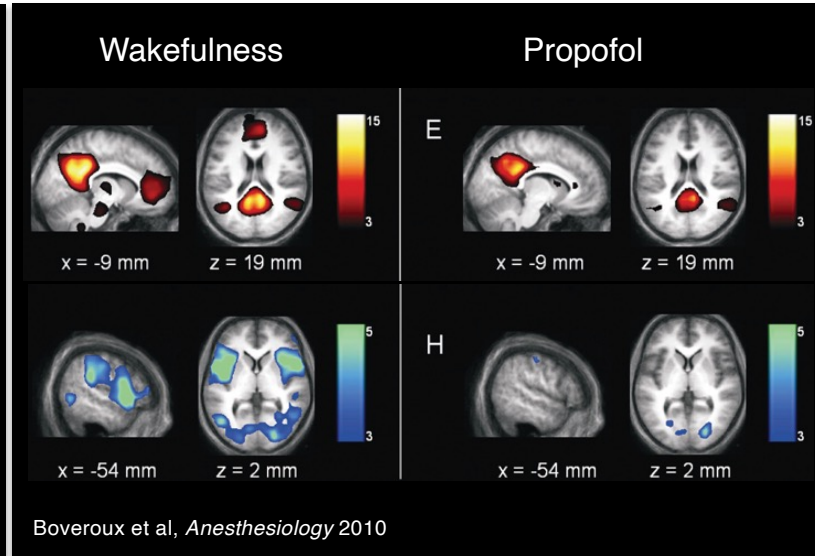 Wakefulness
Propofol
15
3
x = -9 mm
z = 19 mm
E
15
3
x = -9 mm
z = 19 mm
5
3
x = -54 mm
z = 2 mm
H
5
3
x = -54 mm
z = 2 mm
Boveroux et al, Anesthesiology 2010